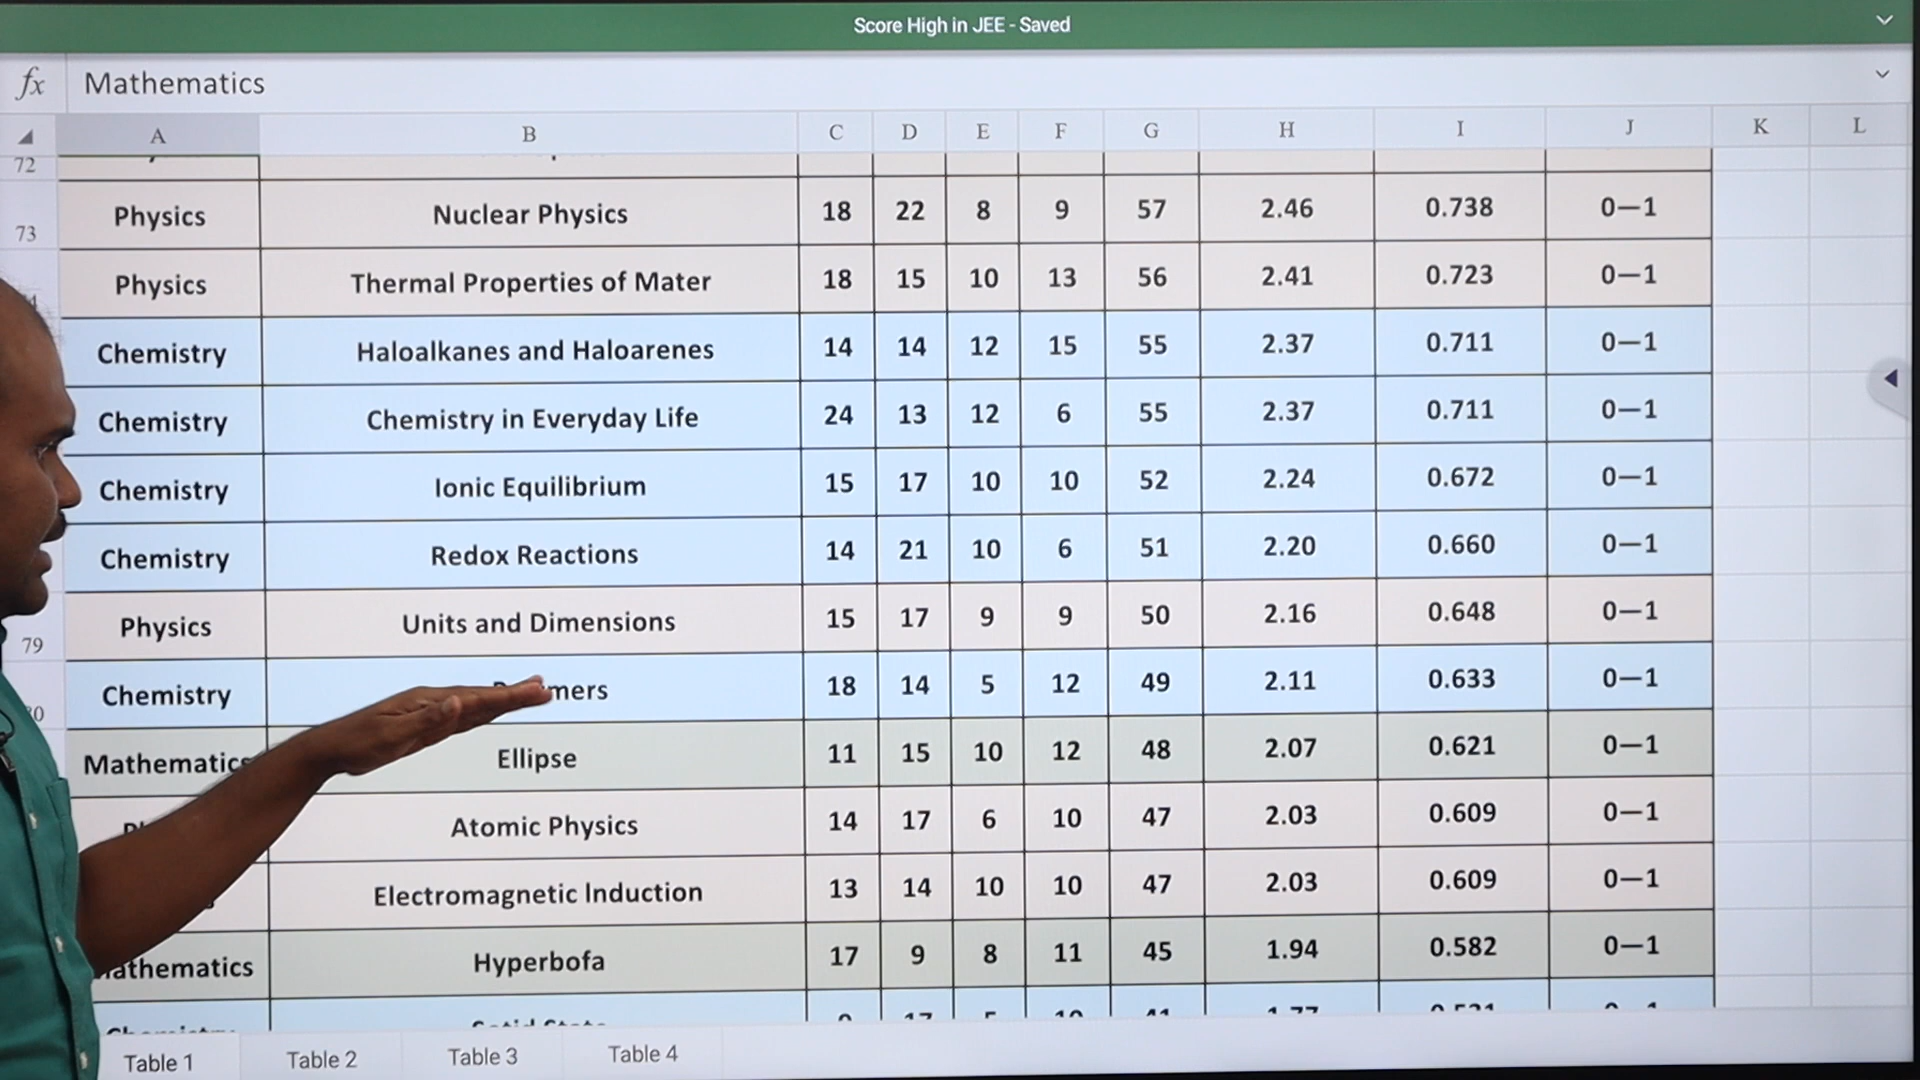 Score High in JEE - Saved
fx Mathematics
A B C D E F G H I J K L
72
73 Physics Nuclear Physics 18 22 8 9 57 2.46 0.738 0—1
Physics Thermal Properties of Mater 18 15 10 13 56 2.41 0.723 0—1
Chemistry Haloalkanes and Haloarenes 14 14 12 15 55 2.37 0.711 0—1
Chemistry Chemistry in Everyday Life 24 13 12 6 55 2.37 0.711 0—1
Chemistry Ionic Equilibrium 15 17 10 10 52 2.24 0.672 0—1
Chemistry Redox Reactions 14 21 10 6 51 2.20 0.660 0—1
79 Physics Units and Dimensions 15 17 9 9 50 2.16 0.648 0—1
Chemistry 18 14 5 12 49 2.11 0.633 0—1
Mathematics Ellipse 11 15 10 12 48 2.07 0.621 0—1
Atomic Physics 14 17 6 10 47 2.03 0.609 0—1
Electromagnetic Induction 13 14 10 10 47 2.03 0.609 0—1
Mathematics Hyperbofa 17 9 8 11 45 1.94 0.582 0—1
Table 1 Table 2 Table 3 Table 4